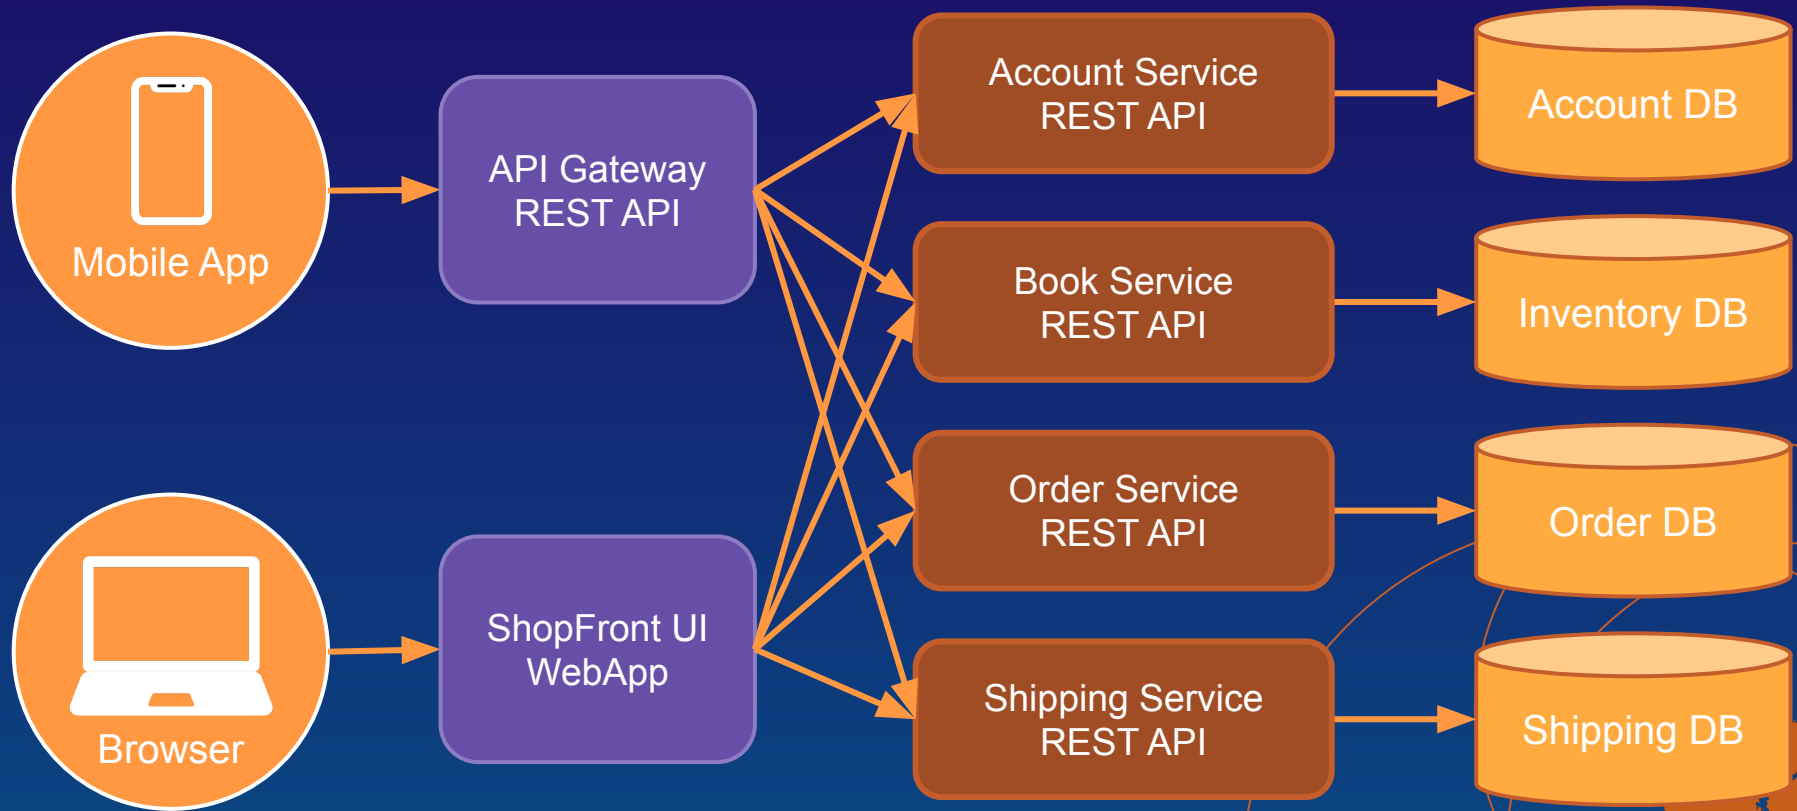 Mobile App
API Gateway
REST API
Account Service
REST API
Account DB
Book Service
REST API
Inventory DB
Order Service
REST API
Order DB
Browser
ShopFront UI
WebApp
Shipping Service
REST API
Shipping DB